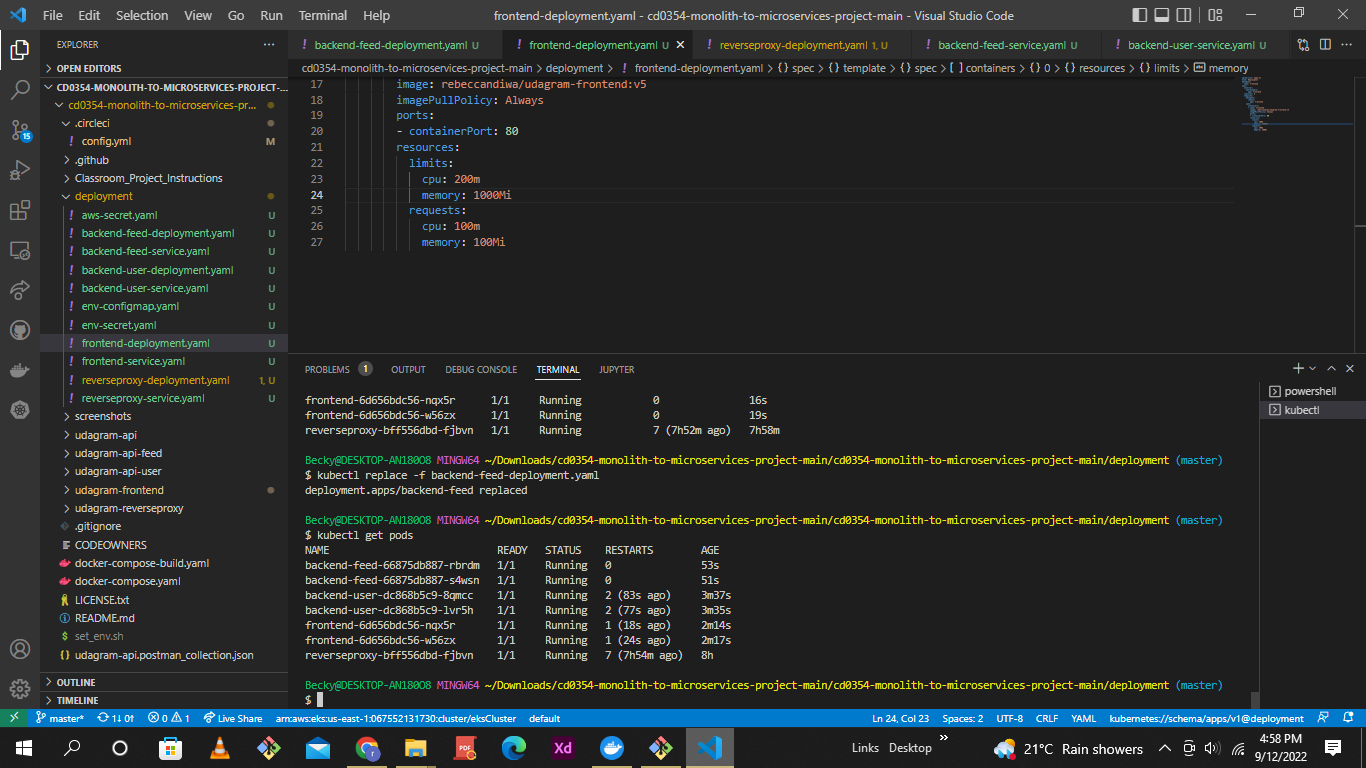 File Edit Selection View Go Run Terminal Help
frontend-deployment.yaml - cd0354-monolith-to-microservices-project-main - Visual Studio Code
EXPLORER
OPEN EDITORS
CD0354-MONOLITH-TO-MICROSERVICES-PROJECT-...
cd0354-monolith-to-microservices-pr...
.circleci
config.yml M
.github
Classroom_Project_Instructions
deployment
aws-secret.yaml U
backend-feed-deployment.yaml U
backend-feed-service.yaml U
backend-user-deployment.yaml U
backend-user-service.yaml U
env-configmap.yaml U
env-secret.yaml U
frontend-deployment.yaml U
frontend-service.yaml U
reverseproxy-deployment.yaml 1, U
reverseproxy-service.yaml U
screenshots
udagram-api
udagram-api-feed
udagram-api-user
udagram-frontend
udagram-reverseproxy
.gitignore
CODEOWNERS
docker-compose-build.yaml
docker-compose.yaml
LICENSE.txt
README.md
set_env.sh
udagram-api.postman_collection.json
OUTLINE
TIMELINE
15
backend-feed-deployment.yaml U frontend-deployment.yaml U reverseproxy-deployment.yaml 1, U backend-feed-service.yaml U backend-user-service.yaml U
cd0354-monolith-to-microservices-project-main > deployment > frontend-deployment.yaml > {} spec > {} template > {} spec > [ ] containers > {} 0 > {} resources > {} limits > memory
17 image: rebeccandiwa/udagram-frontend:v5
18 imagePullPolicy: Always
19 ports:
20 - containerPort: 80
21 resources:
22 limits:
23 cpu: 200m
24 memory: 1000Mi
25 requests:
26 cpu: 100m
27 memory: 100Mi
PROBLEMS 1 OUTPUT DEBUG CONSOLE TERMINAL JUPYTER
powershell
kubectl
frontend-6d656bdc56-nqx5r 1/1 Running 0 16s
frontend-6d656bdc56-w56zx 1/1 Running 0 19s
reverseproxy-bff556dbd-fjbvn 1/1 Running 7 (7h52m ago) 7h58m
Becky@DESKTOP-AN180O8 MINGW64 ~/Downloads/cd0354-monolith-to-microservices-project-main/cd0354-monolith-to-microservices-project-main/deployment (master)
$ kubectl replace -f backend-feed-deployment.yaml
deployment.apps/backend-feed replaced
Becky@DESKTOP-AN180O8 MINGW64 ~/Downloads/cd0354-monolith-to-microservices-project-main/cd0354-monolith-to-microservices-project-main/deployment (master)
$ kubectl get pods
NAME READY STATUS RESTARTS AGE
backend-feed-66875db887-rbrdm 1/1 Running 0 53s
backend-feed-66875db887-s4wsn 1/1 Running 0 51s
backend-user-dc868b5c9-8qmcc 1/1 Running 2 (83s ago) 3m37s
backend-user-dc868b5c9-lvr5h 1/1 Running 2 (77s ago) 3m35s
frontend-6d656bdc56-nqx5r 1/1 Running 1 (18s ago) 2m14s
frontend-6d656bdc56-w56zx 1/1 Running 1 (24s ago) 2m17s
reverseproxy-bff556dbd-fjbvn 1/1 Running 7 (7h54m ago) 8h
Becky@DESKTOP-AN180O8 MINGW64 ~/Downloads/cd0354-monolith-to-microservices-project-main/cd0354-monolith-to-microservices-project-main/deployment (master)
$
master* 1↓ 0↑ 0 1 Live Share arn:aws:eks:us-east-1:067552131730:cluster/eksCluster default Ln 24, Col 23 Spaces: 2 UTF-8 CRLF YAML kubernetes://schema/apps/v1@deployment
PDF Xd Links Desktop » 21°C Rain showers 4:58 PM
9/12/2022